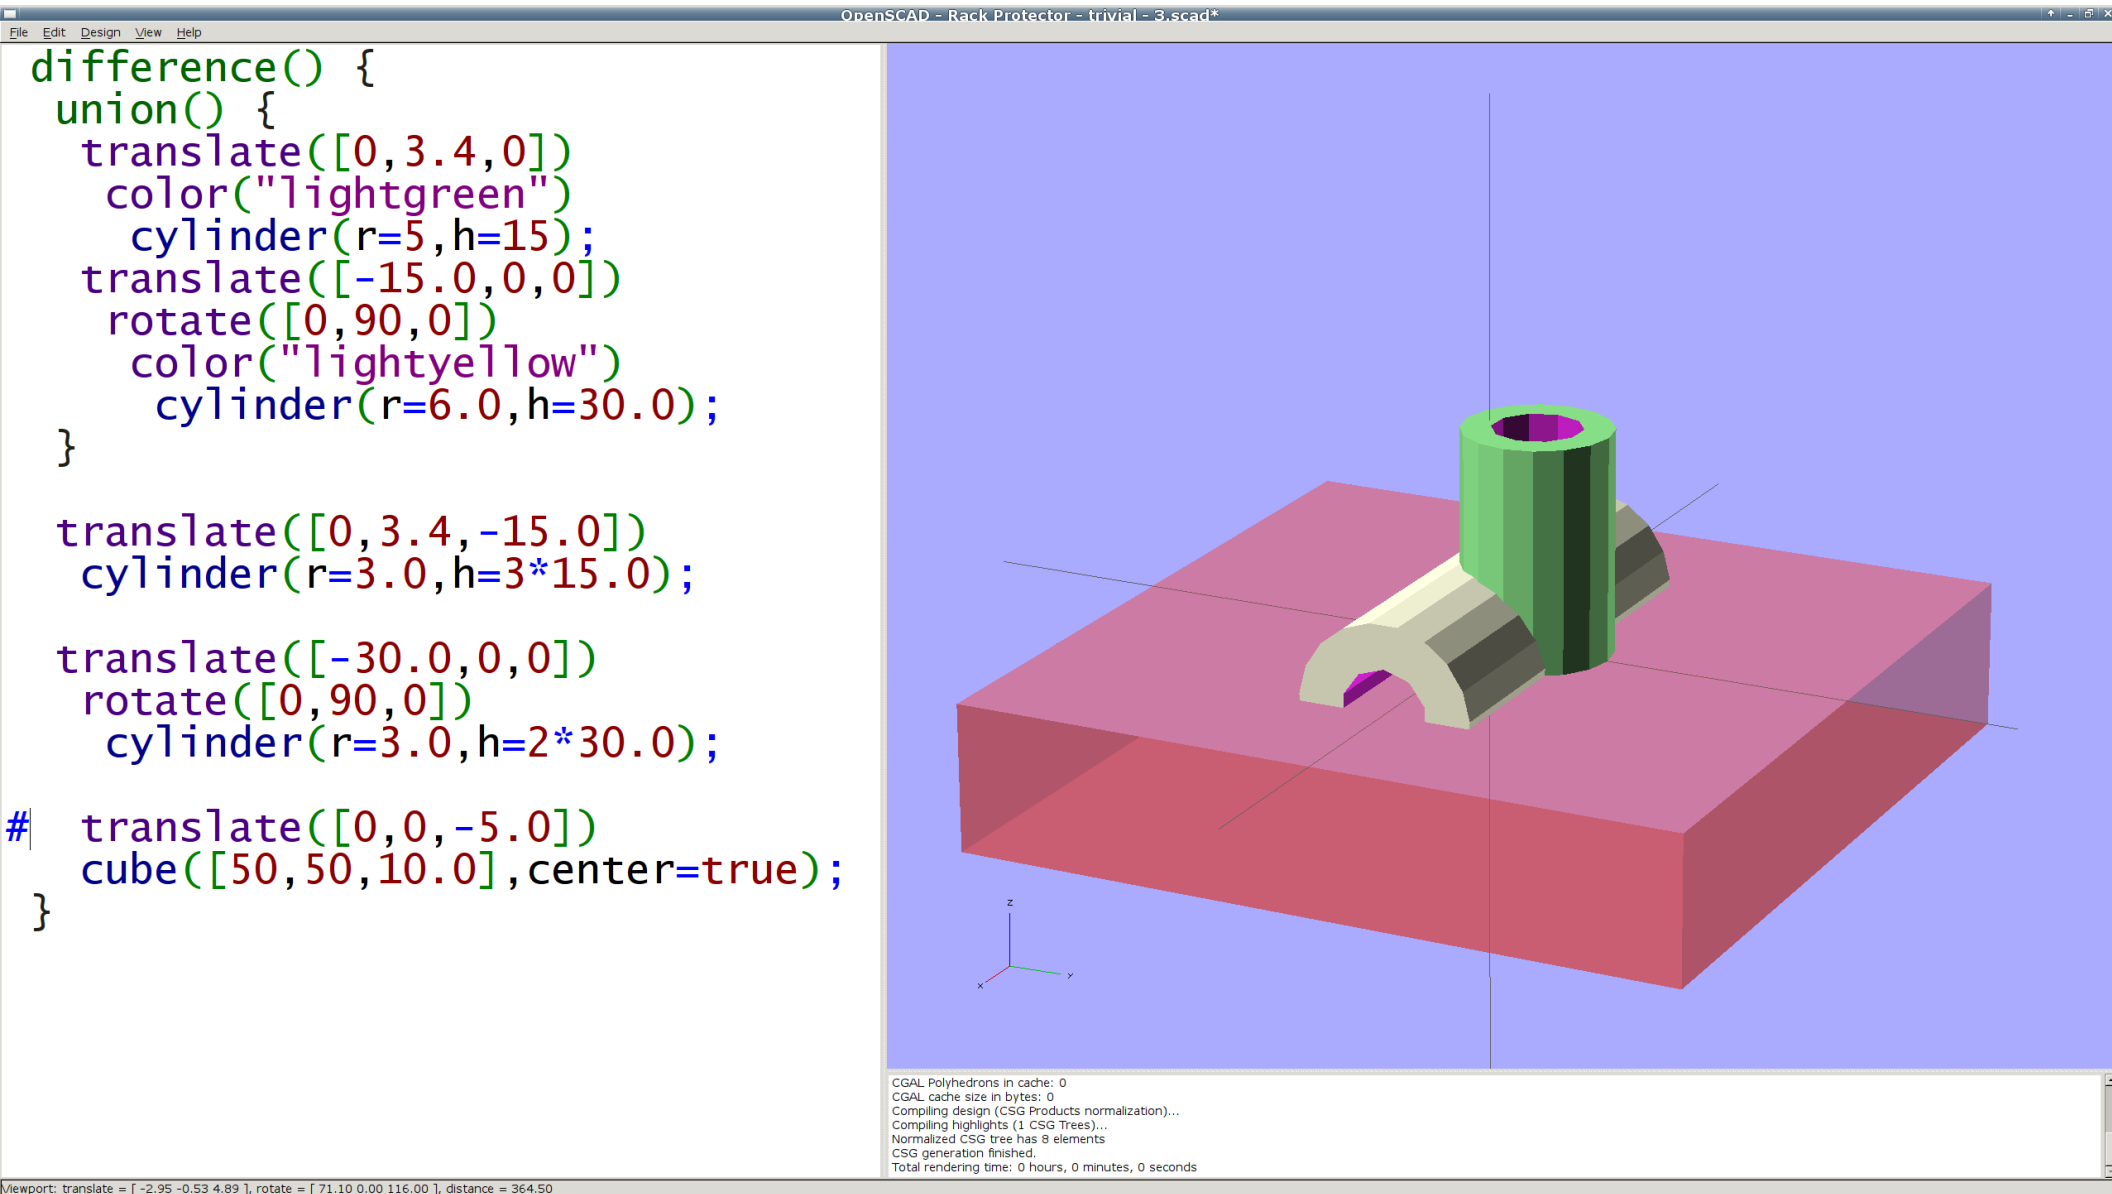 OpenSCAD - Rack Protector - trivial - 3.scad*
File Edit Design View Help
difference() {
union() {
translate([0,3.4,0])
color("lightgreen")
cylinder(r=5,h=15);
translate([-15.0,0,0])
rotate([0,90,0])
color("lightyellow")
cylinder(r=6.0,h=30.0);
}
translate([0,3.4,-15.0])
cylinder(r=3.0,h=3*15.0);
translate([-30.0,0,0])
rotate([0,90,0])
cylinder(r=3.0,h=2*30.0);
# translate([0,0,-5.0])
cube([50,50,10.0],center=true);
}
z
y
x
CGAL Polyhedrons in cache: 0
CGAL cache size in bytes: 0
Compiling design (CSG Products normalization)...
Compiling highlights (1 CSG Trees)...
Normalized CSG tree has 8 elements
CSG generation finished.
Total rendering time: 0 hours, 0 minutes, 0 seconds
Viewport: translate = [ -2.95 -0.53 4.89 ], rotate = [ 71.10 0.00 116.00 ], distance = 364.50